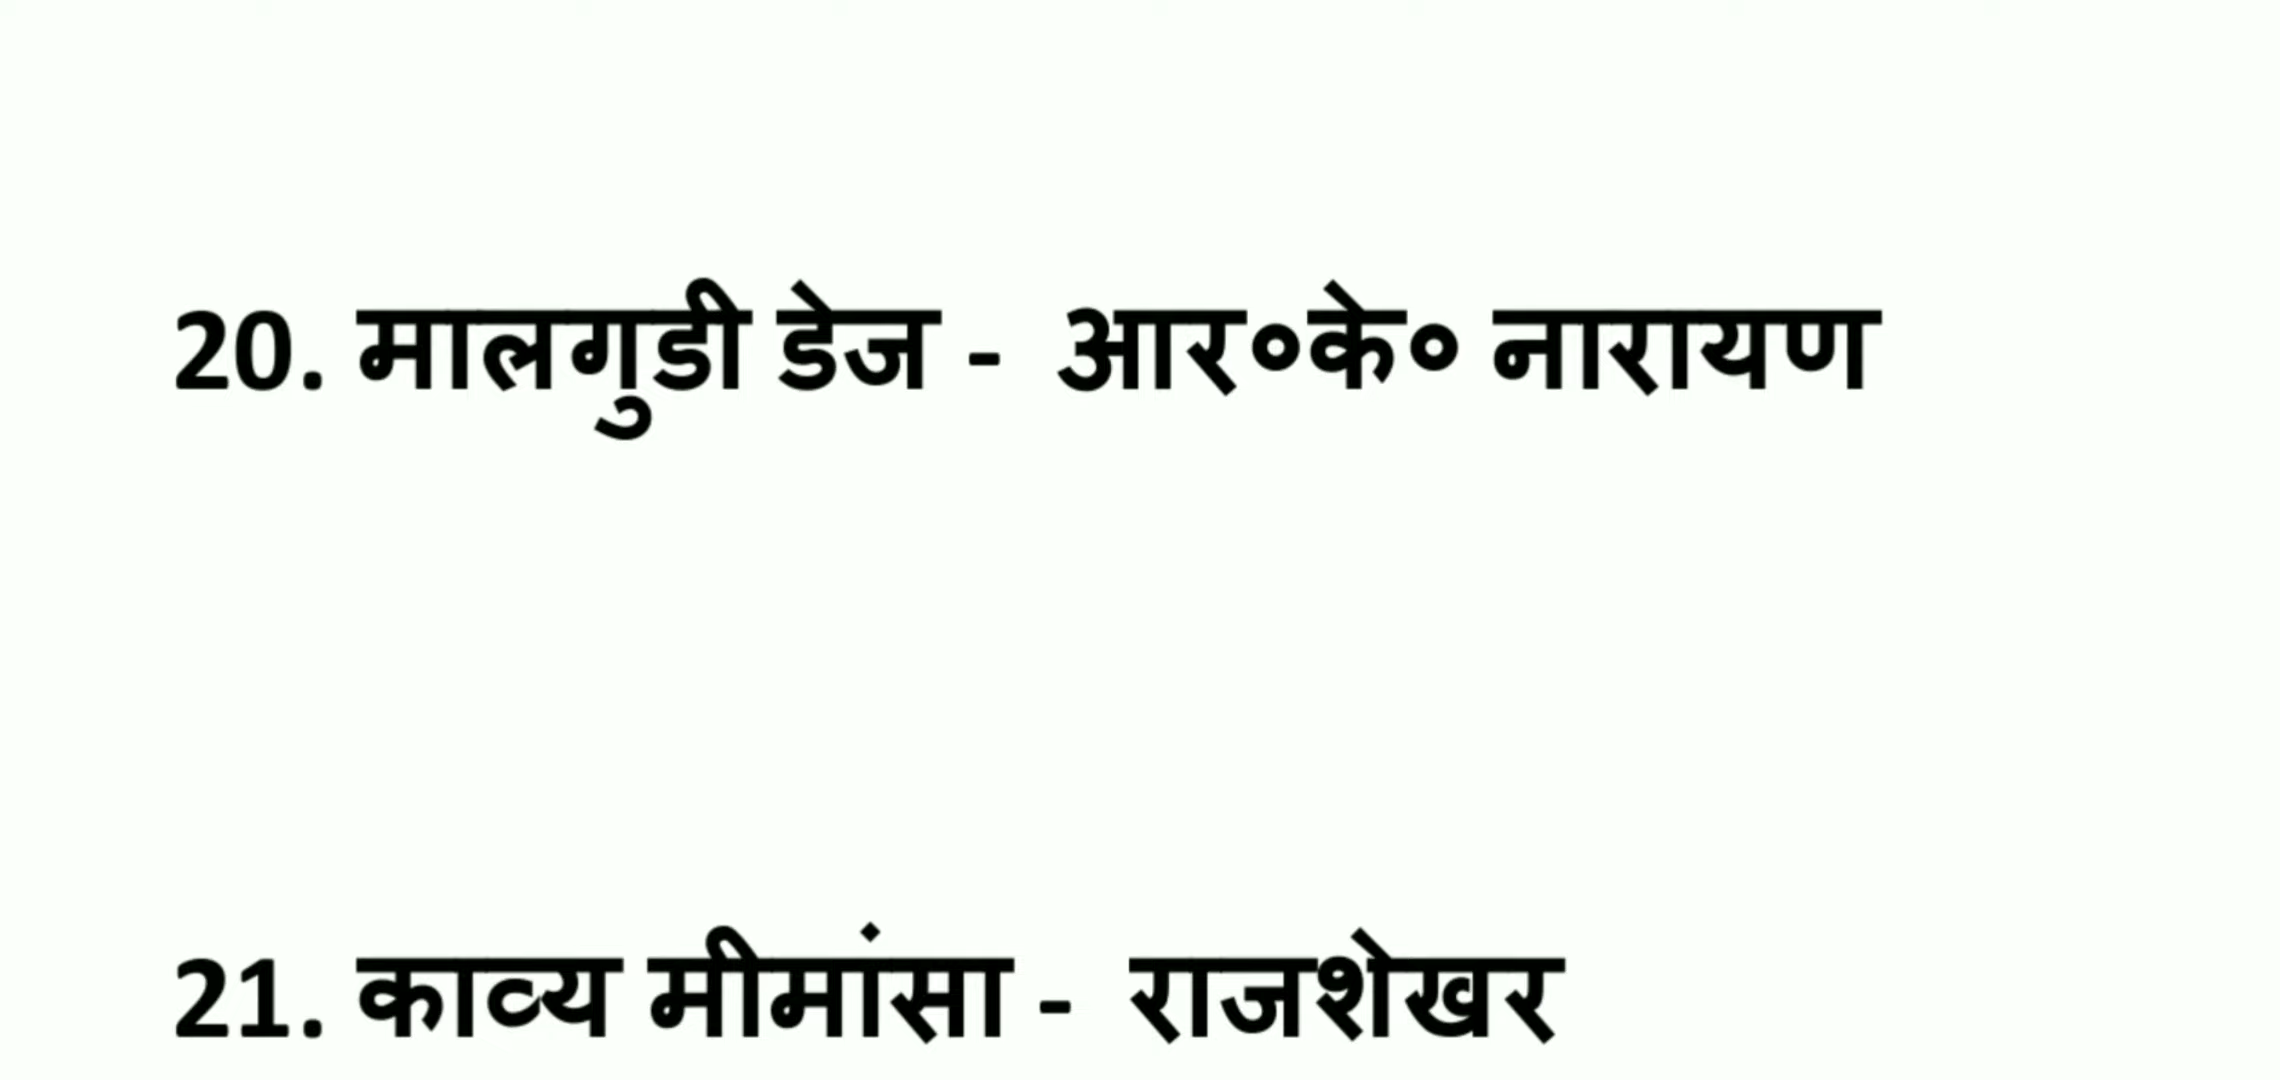 20. मालगुडी डेज - आर०के० नारायण
21. काव्य मीमांसा - राजशेखर